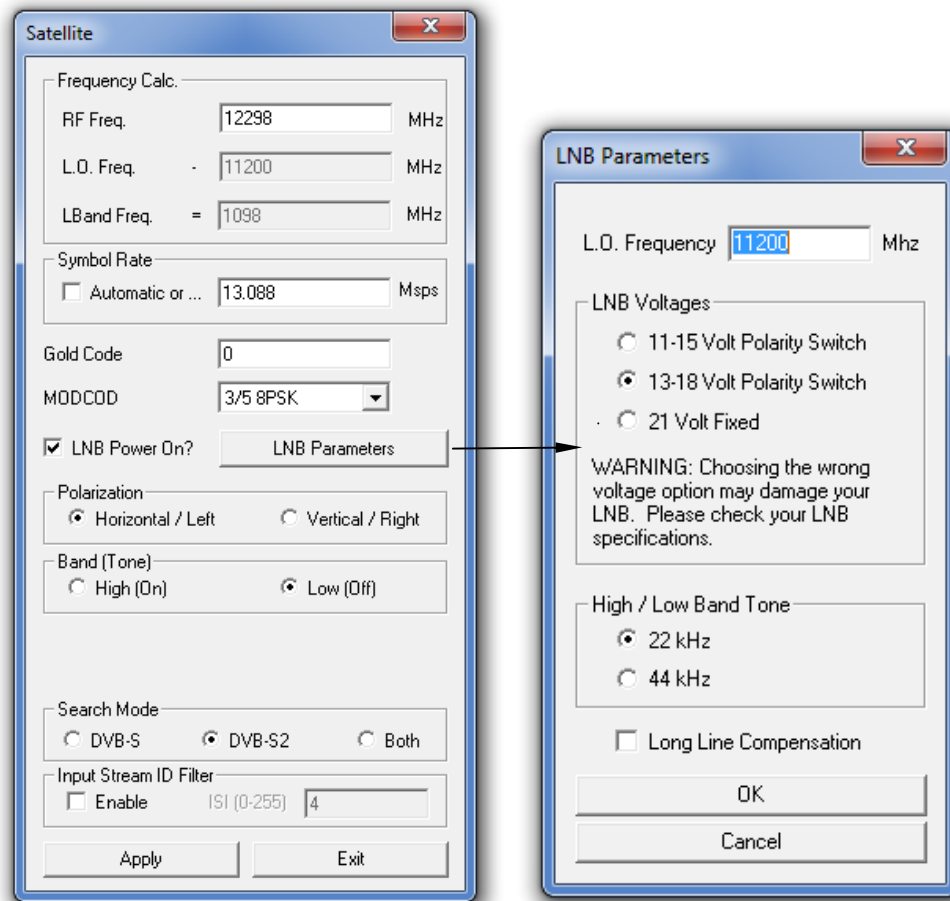 Satellite
Frequency Calc.
RF Freq. 12298 MHz
L.O. Freq. - 11200 MHz
LBand Freq. = 1098 MHz
Symbol Rate
Automatic or ... 13.088 Msps
Gold Code 0
MODCOD 3/5 8PSK
LNB Power On? LNB Parameters
Polarization
Horizontal / Left Vertical / Right
Band (Tone)
High (On) Low (Off)
Search Mode
DVB-S DVB-S2 Both
Input Stream ID Filter
Enable ISI (0-255) 4
Apply Exit
LNB Parameters
L.O. Frequency 11200 Mhz
LNB Voltages
11-15 Volt Polarity Switch
13-18 Volt Polarity Switch
21 Volt Fixed
WARNING: Choosing the wrong
voltage option may damage your
LNB. Please check your LNB
specifications.
High / Low Band Tone
22 kHz
44 kHz
Long Line Compensation
OK
Cancel